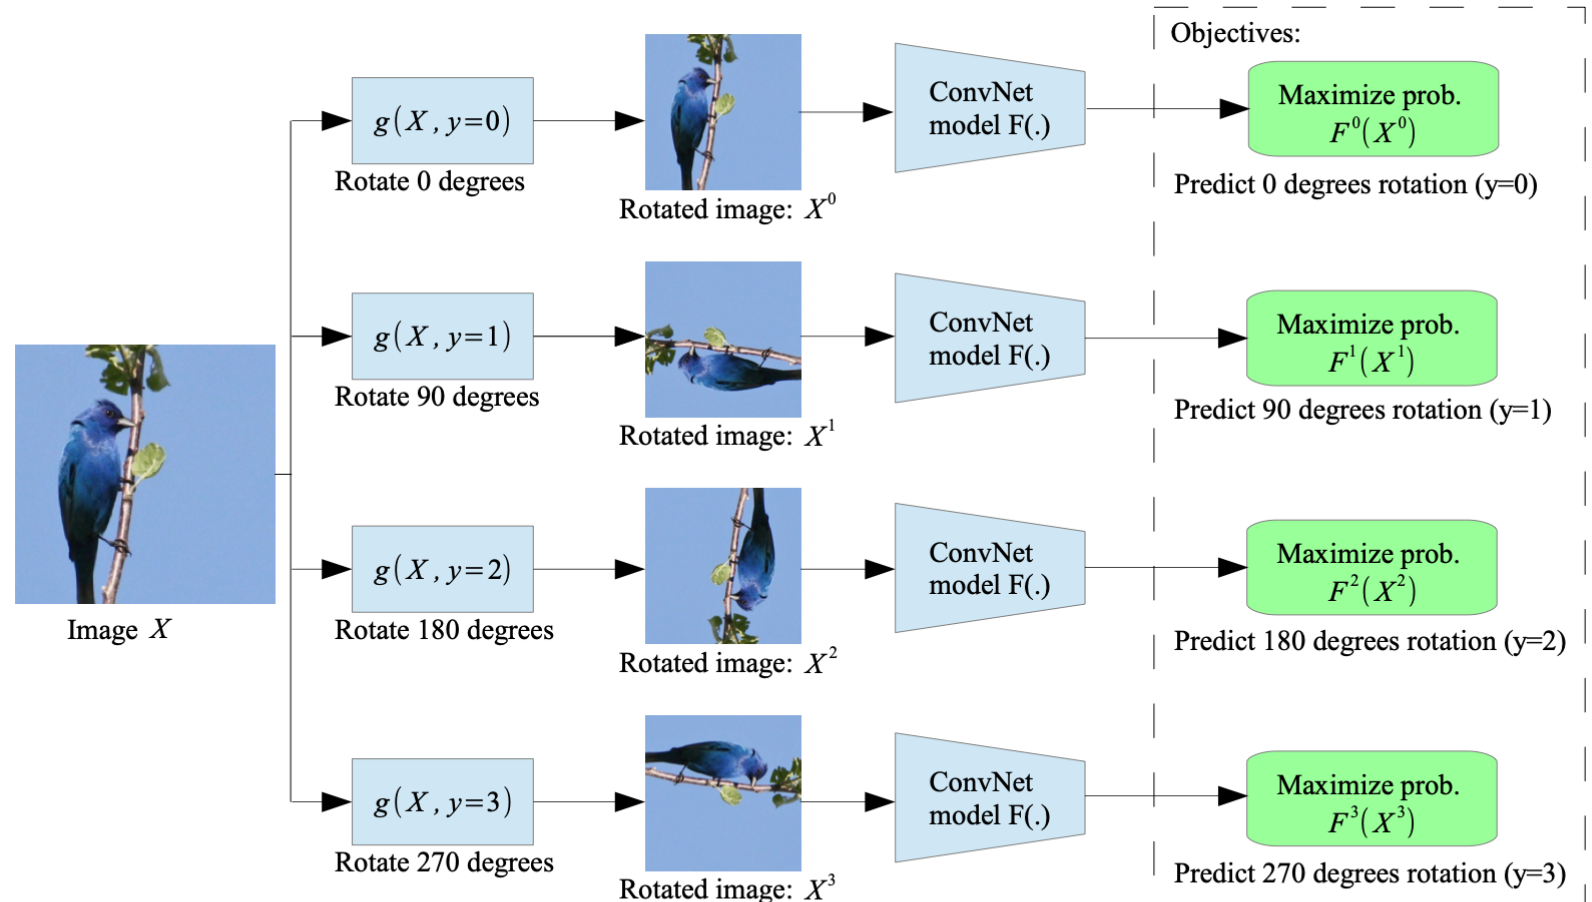 Objectives:
g(X, y=0)
Rotate 0 degrees
Rotated image: X⁰
ConvNet
model F(.)
Maximize prob.
F⁰(X⁰)
Predict 0 degrees rotation (y=0)
g(X, y=1)
Rotate 90 degrees
Rotated image: X¹
ConvNet
model F(.)
Maximize prob.
F¹(X¹)
Predict 90 degrees rotation (y=1)
Image X
g(X, y=2)
Rotate 180 degrees
Rotated image: X²
ConvNet
model F(.)
Maximize prob.
F²(X²)
Predict 180 degrees rotation (y=2)
g(X, y=3)
Rotate 270 degrees
Rotated image: X³
ConvNet
model F(.)
Maximize prob.
F³(X³)
Predict 270 degrees rotation (y=3)